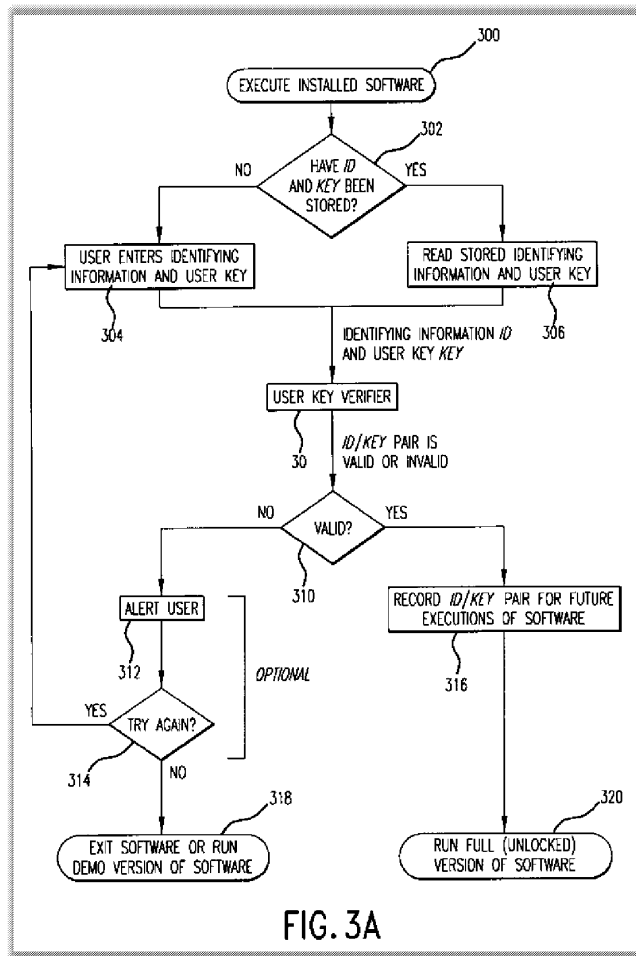 300
EXECUTE INSTALLED SOFTWARE
302
NO
HAVE ID
AND KEY BEEN
STORED?
YES
USER ENTERS IDENTIFYING
INFORMATION AND USER KEY
304
READ STORED IDENTIFYING
INFORMATION AND USER KEY
306
IDENTIFYING INFORMATION ID
AND USER KEY KEY
USER KEY VERIFIER
30
ID/KEY PAIR IS
VALID OR INVALID
NO
VALID?
YES
310
ALERT USER
312
RECORD ID/KEY PAIR FOR FUTURE
EXECUTIONS OF SOFTWARE
316
OPTIONAL
YES
TRY AGAIN?
314
NO
318
EXIT SOFTWARE OR RUN
DEMO VERSION OF SOFTWARE
320
RUN FULL (UNLOCKED)
VERSION OF SOFTWARE
FIG. 3A